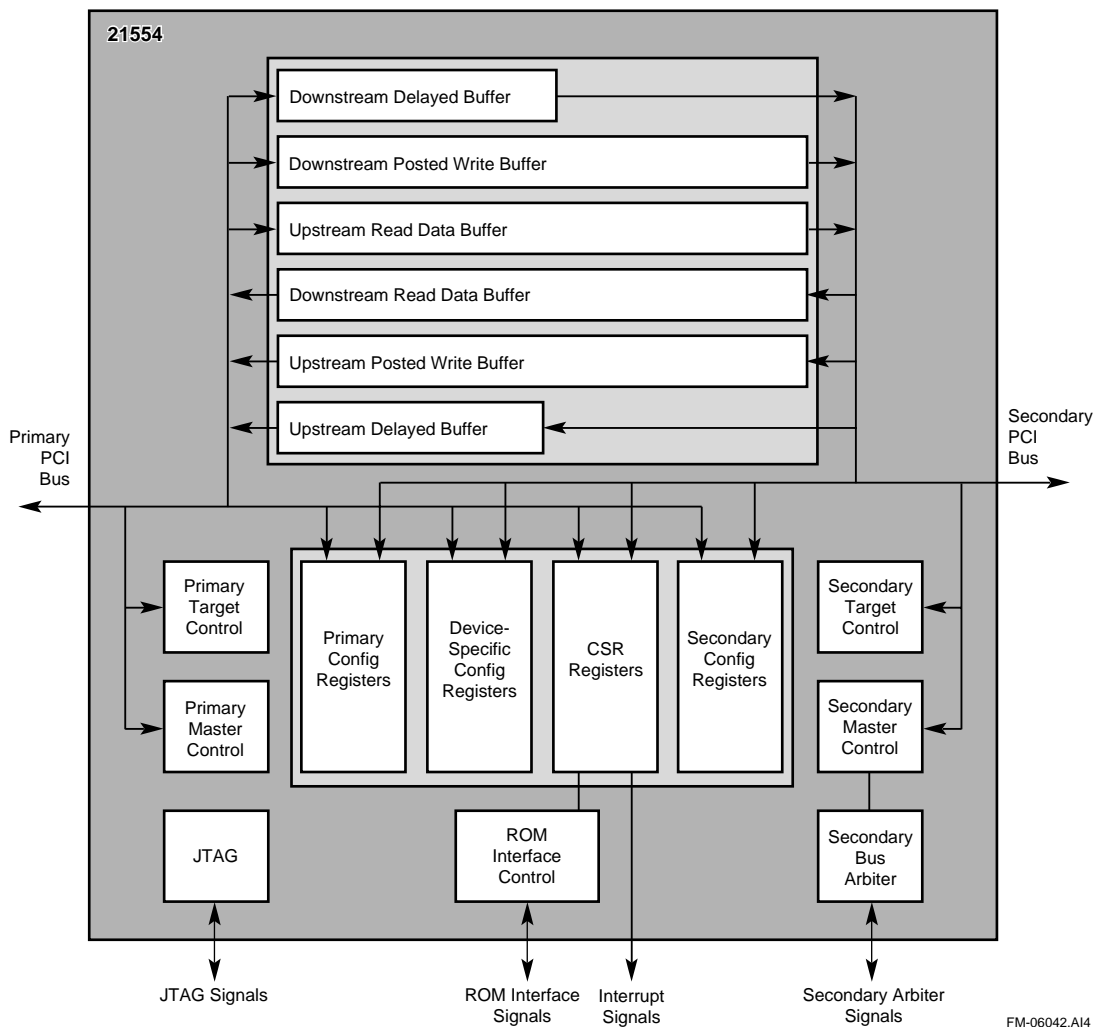 21554
Downstream Delayed Buffer
Downstream Posted Write Buffer
Upstream Read Data Buffer
Downstream Read Data Buffer
Upstream Posted Write Buffer
Upstream Delayed Buffer
Primary
PCI
Bus
Secondary
PCI
Bus
Primary
Target
Control
Primary
Master
Control
Primary
Config
Registers
Device-
Specific
Config
Registers
CSR
Registers
Secondary
Config
Registers
Secondary
Target
Control
Secondary
Master
Control
JTAG
ROM
Interface
Control
Secondary
Bus
Arbiter
JTAG Signals
ROM Interface
Signals
Interrupt
Signals
Secondary Arbiter
Signals
FM-06042.AI4